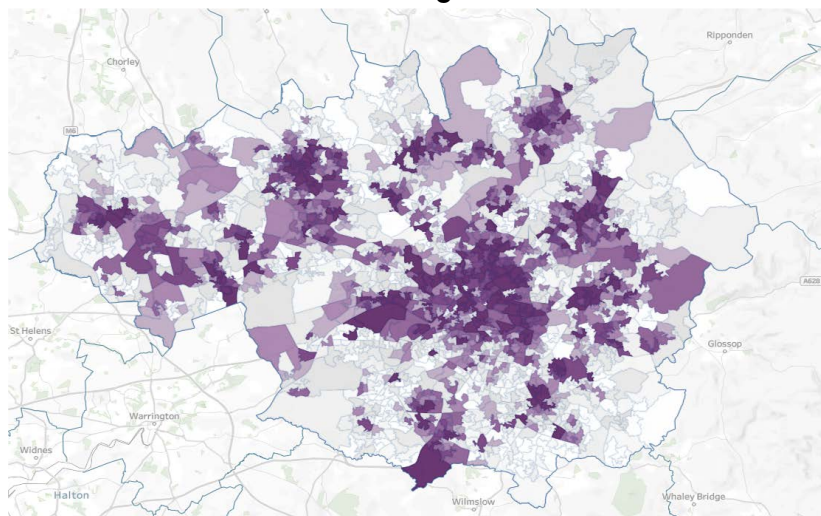 Ripponden
Chorley
M6
A628
St Helens
Glossop
Warrington
Widnes
Halton
Wilmslow
Whaley Bridge